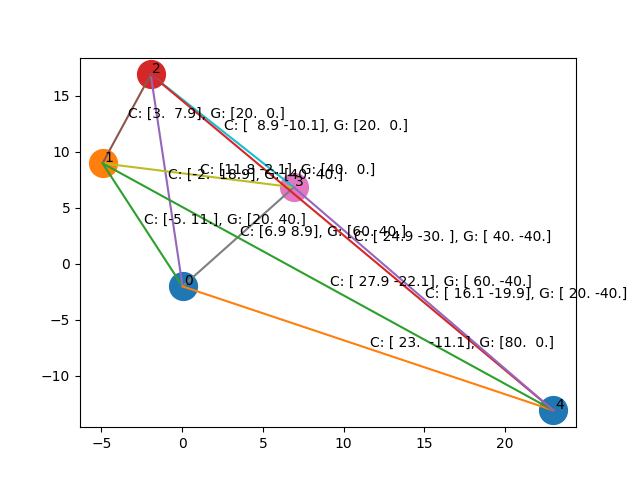 2
15
C: [3.  7.9], G: [20.  0.]
C: [  8.9 -10.1], G: [20.  0.]
10
1
C: [11.8 -2.1], G: [40.  0.]
C: [-2.  18.9], G: [40. 40.]
3
5
C: [-5. 11.], G: [20. 40.]
C: [6.9 8.9], G: [60. 40.]
C: [ 24.9 -30. ], G: [ 40. -40.]
0
0
C: [ 27.9 -22.1], G: [ 60. -40.]
C: [ 16.1 -19.9], G: [ 20. -40.]
−5
C: [ 23.  -11.1], G: [80.  0.]
−10
4
−5 0 5 10 15 20